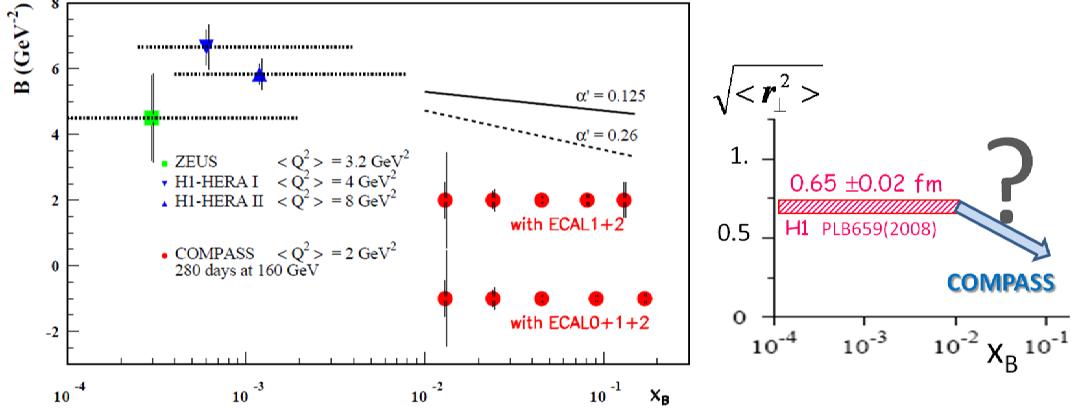 B (GeV⁻²)
8
6
4
2
0
-2
α' = 0.125
α' = 0.26
ZEUS < Q² > = 3.2 GeV²
H1-HERA I < Q² > = 4 GeV²
H1-HERA II < Q² > = 8 GeV²
COMPASS < Q² > = 2 GeV²
280 days at 160 GeV
with ECAL1+2
with ECAL0+1+2
10⁻⁴ 10⁻³ 10⁻² 10⁻¹ x_B
√< r⊥² >
1.
0.5
0
0.65 ±0.02 fm
H1 PLB659(2008)
?
COMPASS
10⁻⁴ 10⁻³ 10⁻² X_B 10⁻¹